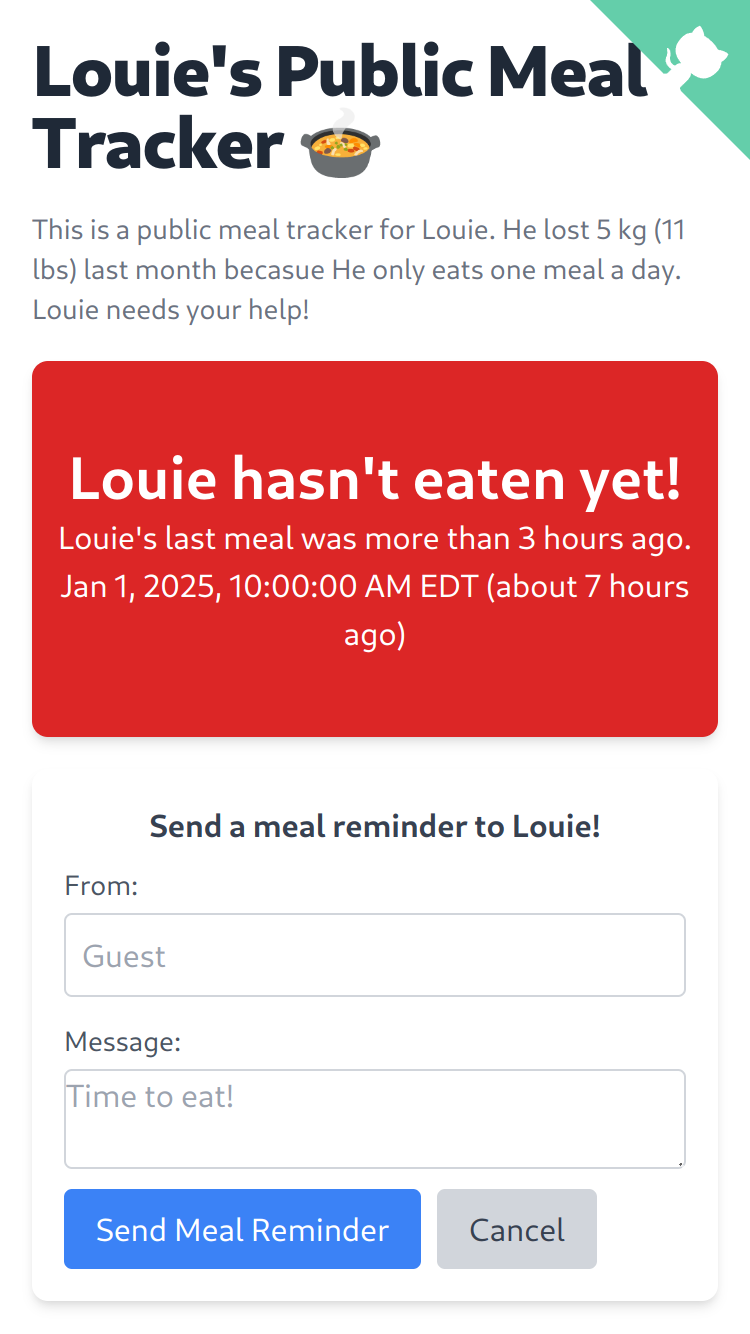 Louie's Public Meal
Tracker 🍲
This is a public meal tracker for Louie. He lost 5 kg (11
lbs) last month becasue He only eats one meal a day.
Louie needs your help!
Louie hasn't eaten yet!
Louie's last meal was more than 3 hours ago.
Jan 1, 2025, 10:00:00 AM EDT (about 7 hours
ago)
Send a meal reminder to Louie!
From:
Guest
Message:
Time to eat!
Send Meal Reminder
Cancel